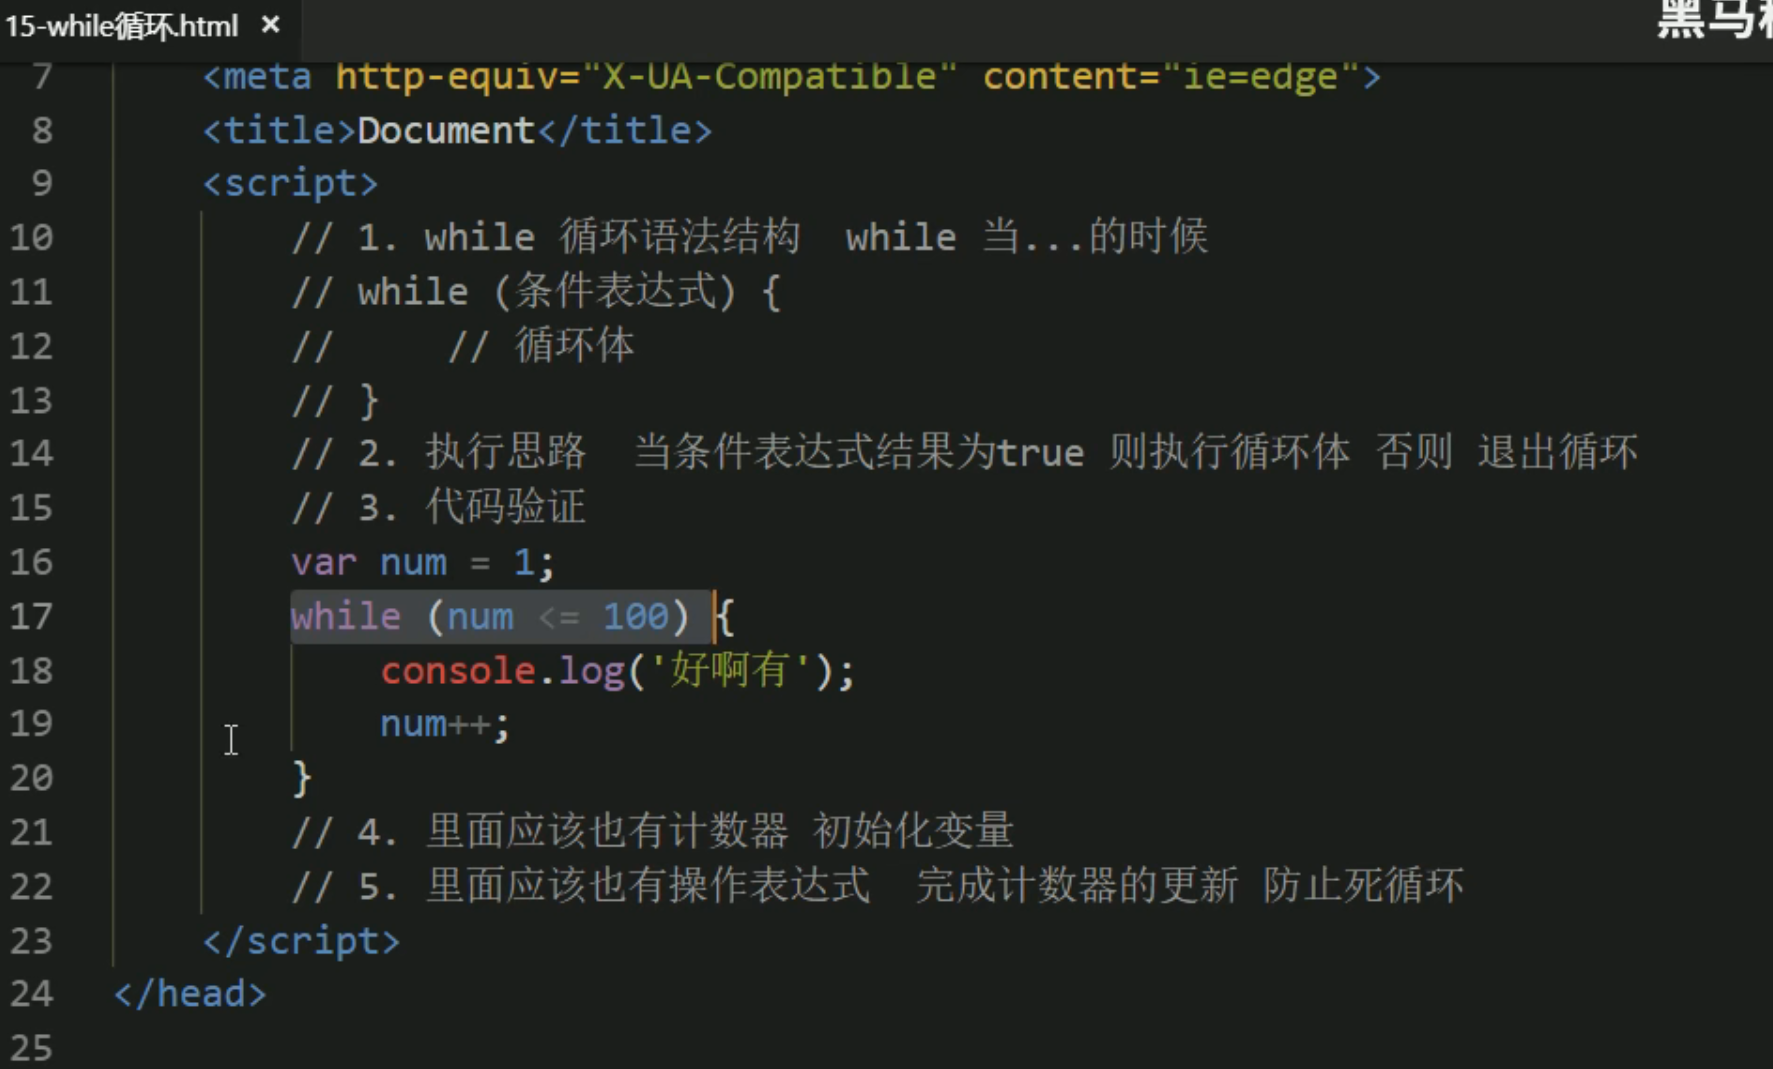 15-while循环.html ×
黑马
7 <meta http-equiv="X-UA-Compatible" content="ie=edge">
8 <title>Document</title>
9 <script>
10 // 1. while 循环语法结构  while 当...的时候
11 // while (条件表达式) {
12 //     // 循环体
13 // }
14 // 2. 执行思路  当条件表达式结果为true 则执行循环体 否则 退出循环
15 // 3. 代码验证
16 var num = 1;
17 while (num <= 100) {
18 console.log('好啊有');
19 num++;
20 }
21 // 4. 里面应该也有计数器 初始化变量
22 // 5. 里面应该也有操作表达式  完成计数器的更新 防止死循环
23 </script>
24 </head>
25